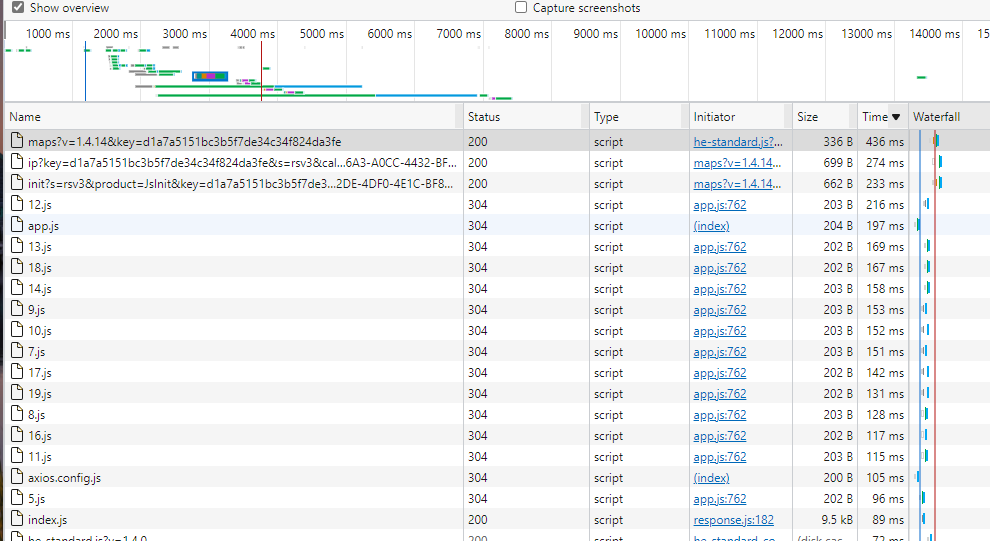 Show overview Capture screenshots
1000 ms 2000 ms 3000 ms 4000 ms 5000 ms 6000 ms 7000 ms 8000 ms 9000 ms 10000 ms 11000 ms 12000 ms 13000 ms 14000 ms 15
Name Status Type Initiator Size Time ▼ Waterfall
maps?v=1.4.14&key=d1a7a5151bc3b5f7de34c34f824da3fe 200 script he-standard.js?... 336 B 436 ms
ip?key=d1a7a5151bc3b5f7de34c34f824da3fe&s=rsv3&cal...6A3-A0CC-4432-BF... 200 script maps?v=1.4.14... 699 B 274 ms
init?s=rsv3&product=JsInit&key=d1a7a5151bc3b5f7de3...2DE-4DF0-4E1C-BF8... 200 script maps?v=1.4.14... 662 B 233 ms
12.js 304 script app.js:762 203 B 216 ms
app.js 304 script (index) 204 B 197 ms
13.js 304 script app.js:762 202 B 169 ms
18.js 304 script app.js:762 202 B 167 ms
14.js 304 script app.js:762 203 B 158 ms
9.js 304 script app.js:762 203 B 153 ms
10.js 304 script app.js:762 203 B 152 ms
7.js 304 script app.js:762 203 B 151 ms
17.js 304 script app.js:762 202 B 142 ms
19.js 304 script app.js:762 202 B 131 ms
8.js 304 script app.js:762 203 B 128 ms
16.js 304 script app.js:762 202 B 117 ms
11.js 304 script app.js:762 203 B 115 ms
axios.config.js 304 script (index) 200 B 105 ms
5.js 304 script app.js:762 202 B 96 ms
index.js 200 script response.js:182 9.5 kB 89 ms
he-standard.js?v=1.4.0 200 script he-standard co... (disk cac... 72 ms